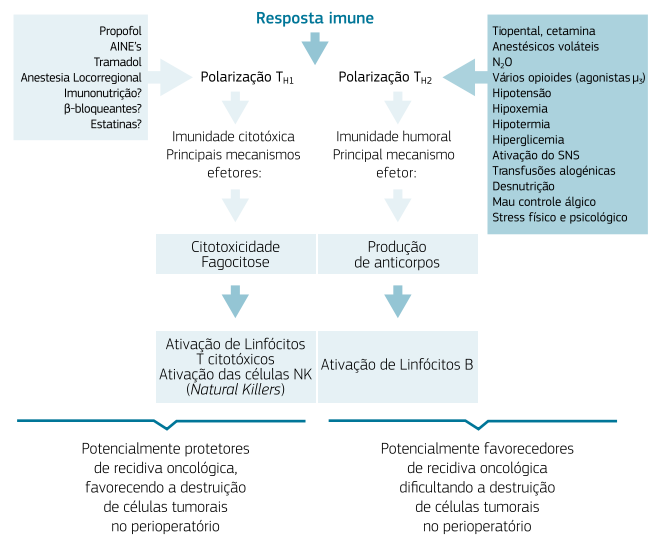 Resposta imune
Propofol
AINE's
Tramadol
Anestesia Locorregional
Imunonutrição?
β-bloqueantes?
Estatinas?
Polarização TH1
Polarização TH2
Tiopental, cetamina
Anestésicos voláteis
N2O
Vários opioides (agonistas μs)
Hipotensão
Hipoxemia
Hipotermia
Hiperglicemia
Ativação do SNS
Transfusões alogénicas
Desnutrição
Mau controle álgico
Stress físico e psicológico
Imunidade citotóxica
Principais mecanismos
efetores:
Imunidade humoral
Principal mecanismo
efetor:
Citotoxicidade
Fagocitose
Produção
de anticorpos
Ativação de Linfócitos
T citotóxicos
Ativação das células NK
(Natural Killers)
Ativação de Linfócitos B
Potencialmente protetores
de recidiva oncológica,
favorecendo a destruição
de células tumorais
no perioperatório
Potencialmente favorecedores
de recidiva oncológica
dificultando a destruição
de células tumorais
no perioperatório